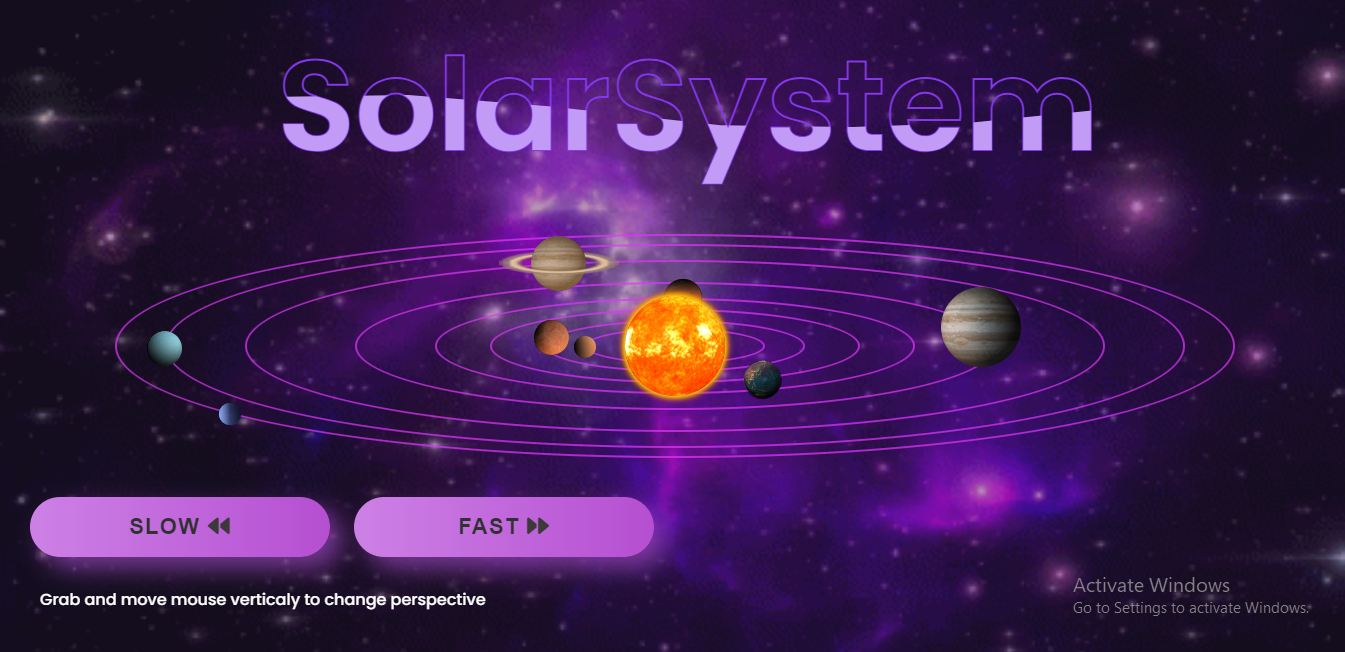 SolarSystem
SLOW
FAST
Grab and move mouse verticaly to change perspective
Activate Windows
Go to Settings to activate Windows.